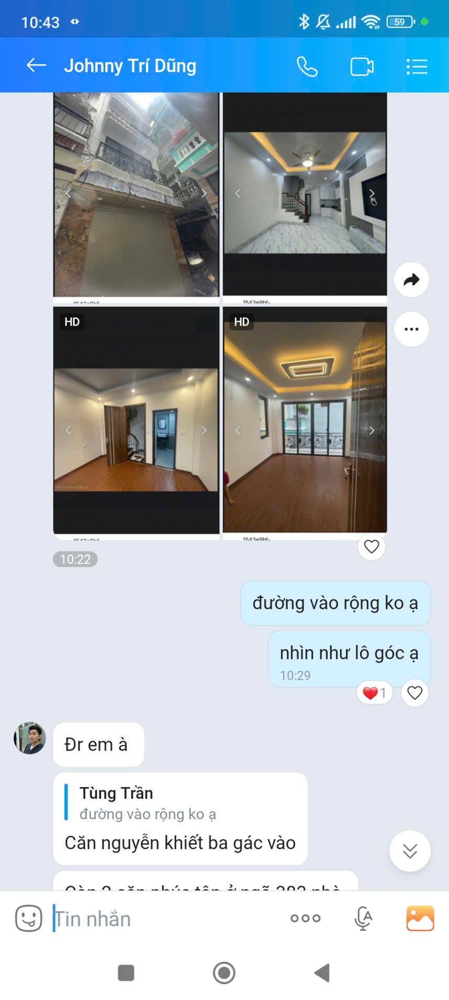 10:43
59
Johnny Trí Dũng
HD
HD
10:22
đường vào rộng ko ạ
nhìn như lô góc ạ
10:29
1
Đr em à
Tùng Trần
đường vào rộng ko ạ
Căn nguyễn khiết ba gác vào
Tin nhắn